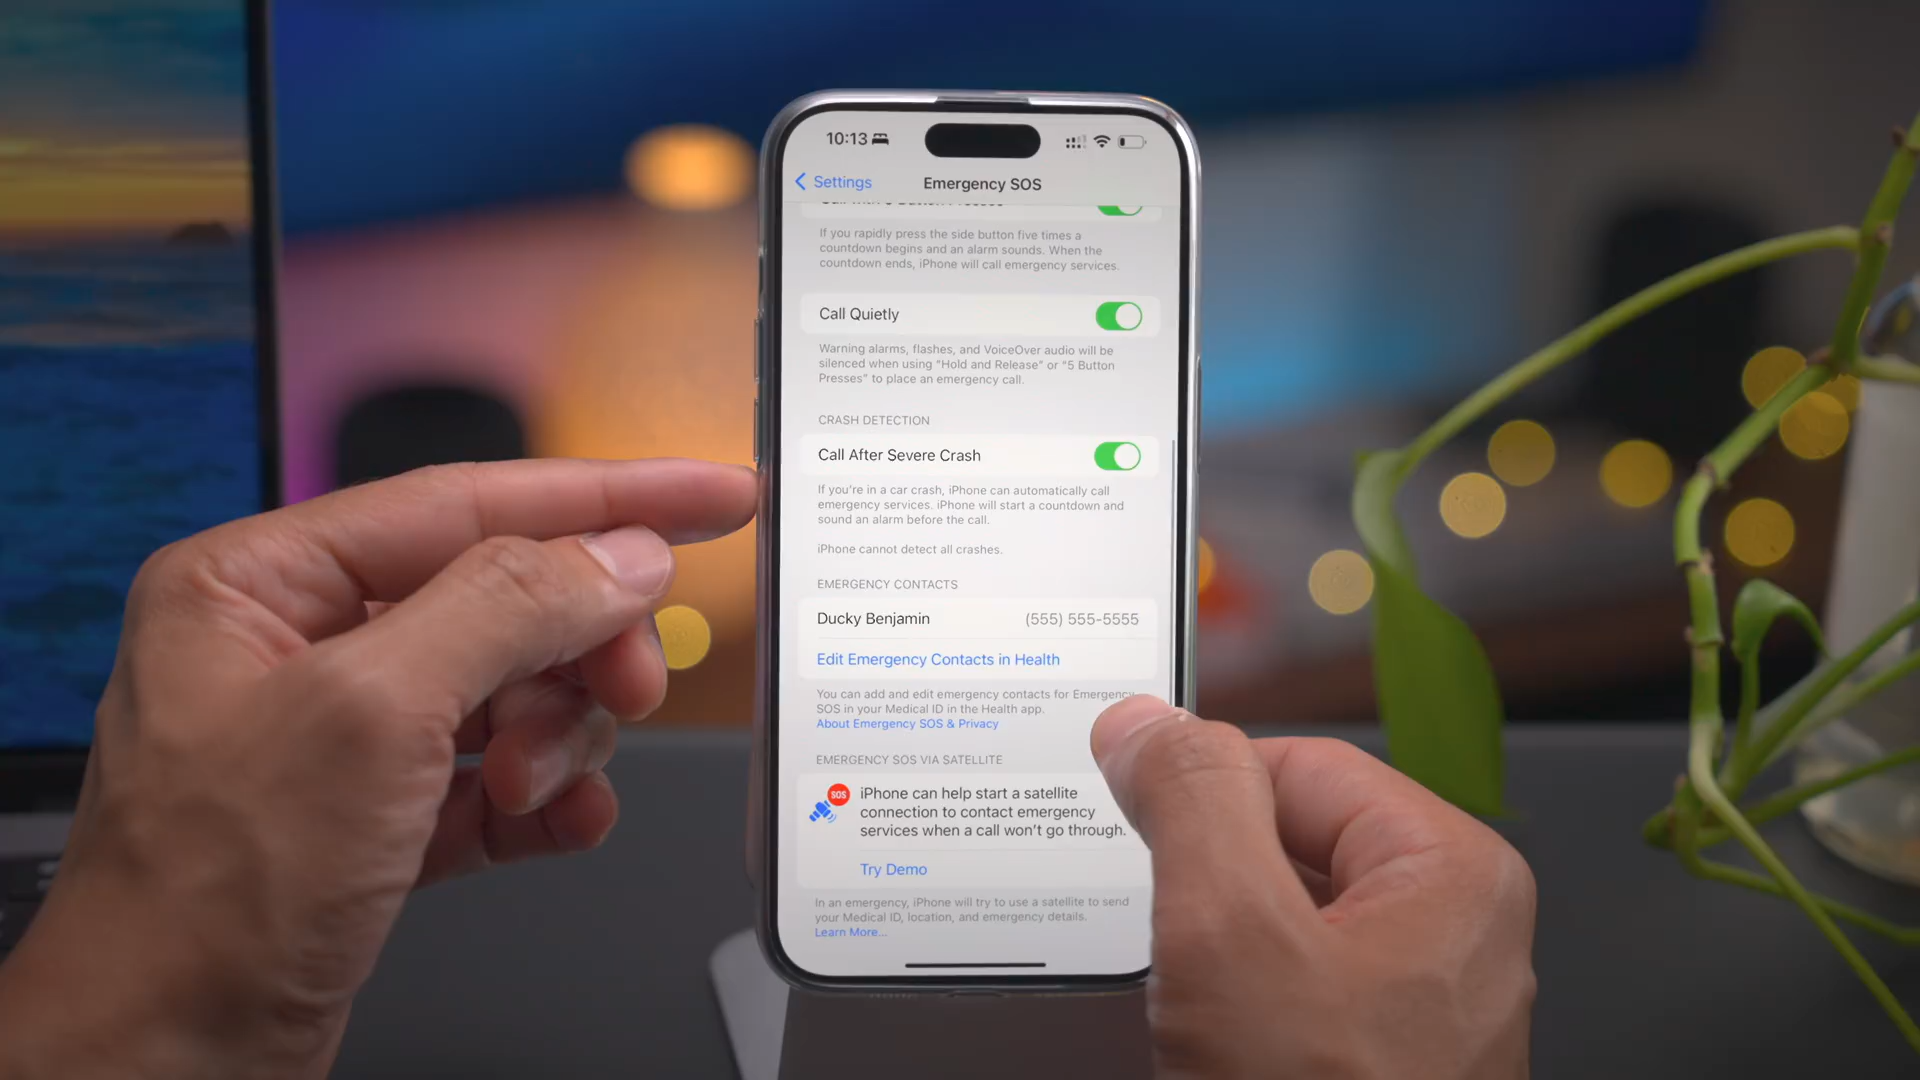 10:13
Settings
Emergency SOS
Call with 5 Button Presses
If you rapidly press the side button five times a
countdown begins and an alarm sounds. When the
countdown ends, iPhone will call emergency services.
Call Quietly
Warning alarms, flashes, and VoiceOver audio will be
silenced when using "Hold and Release" or "5 Button
Presses" to place an emergency call.
CRASH DETECTION
Call After Severe Crash
If you're in a car crash, iPhone can automatically call
emergency services. iPhone will start a countdown and
sound an alarm before the call.
iPhone cannot detect all crashes.
EMERGENCY CONTACTS
Ducky Benjamin (555) 555-5555
Edit Emergency Contacts in Health
You can add and edit emergency contacts for Emergency
SOS in your Medical ID in the Health app.
About Emergency SOS & Privacy
EMERGENCY SOS VIA SATELLITE
SOS
iPhone can help start a satellite
connection to contact emergency
services when a call won't go through.
Try Demo
In an emergency, iPhone will try to use a satellite to send
your Medical ID, location, and emergency details.
Learn More...